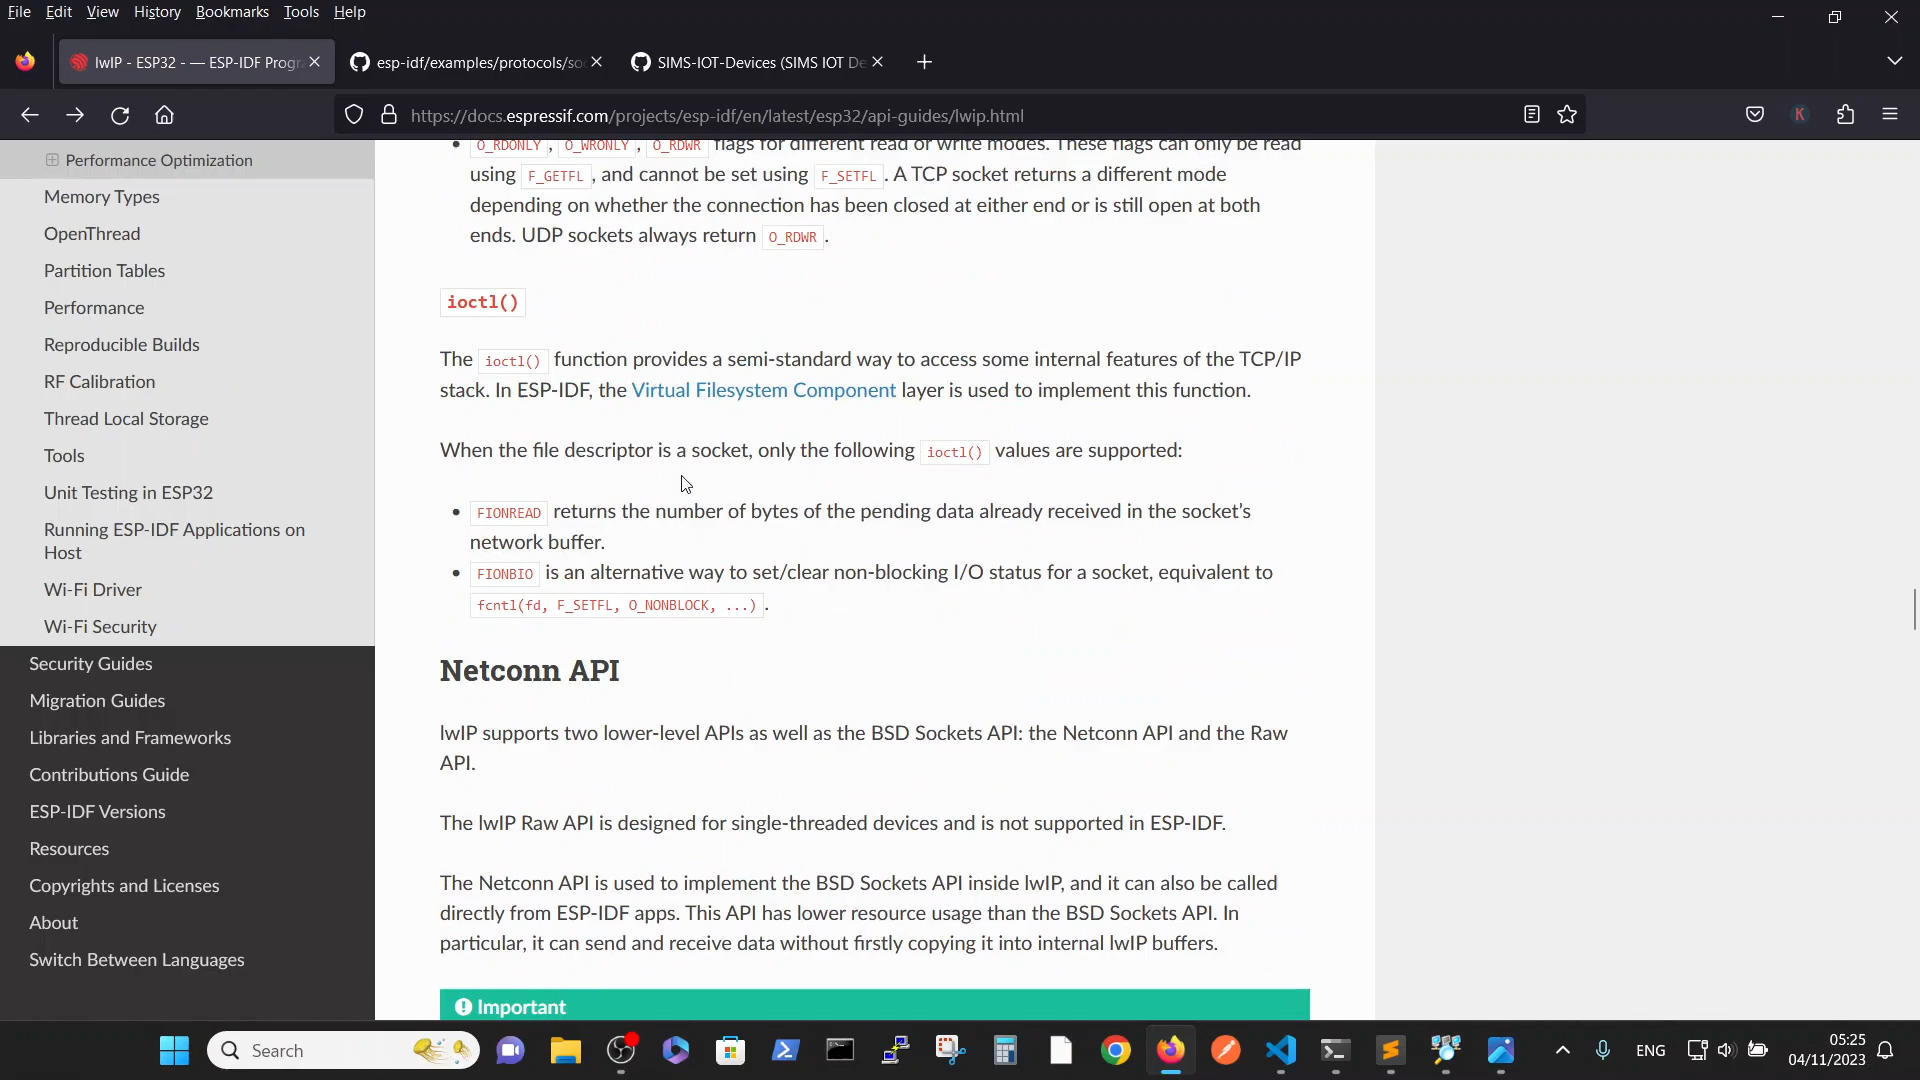 File Edit View History Bookmarks Tools Help
lwIP - ESP32 - — ESP-IDF Progr
esp-idf/examples/protocols/so
SIMS-IOT-Devices (SIMS IOT De
https://docs.espressif.com/projects/esp-idf/en/latest/esp32/api-guides/lwip.html
K
Performance Optimization
Memory Types
OpenThread
Partition Tables
Performance
Reproducible Builds
RF Calibration
Thread Local Storage
Tools
Unit Testing in ESP32
Running ESP-IDF Applications on
Host
Wi-Fi Driver
Wi-Fi Security
Security Guides
Migration Guides
Libraries and Frameworks
Contributions Guide
ESP-IDF Versions
Resources
Copyrights and Licenses
About
Switch Between Languages
• O_RDONLY, O_WRONLY, O_RDWR flags for different read or write modes. These flags can only be read
using F_GETFL, and cannot be set using F_SETFL. A TCP socket returns a different mode
depending on whether the connection has been closed at either end or is still open at both
ends. UDP sockets always return O_RDWR.
ioctl()
The ioctl() function provides a semi-standard way to access some internal features of the TCP/IP
stack. In ESP-IDF, the Virtual Filesystem Component layer is used to implement this function.
When the file descriptor is a socket, only the following ioctl() values are supported:
• FIONREAD returns the number of bytes of the pending data already received in the socket's
network buffer.
• FIONBIO is an alternative way to set/clear non-blocking I/O status for a socket, equivalent to
fcntl(fd, F_SETFL, O_NONBLOCK, ...).
Netconn API
lwIP supports two lower-level APIs as well as the BSD Sockets API: the Netconn API and the Raw
API.
The lwIP Raw API is designed for single-threaded devices and is not supported in ESP-IDF.
The Netconn API is used to implement the BSD Sockets API inside lwIP, and it can also be called
directly from ESP-IDF apps. This API has lower resource usage than the BSD Sockets API. In
particular, it can send and receive data without firstly copying it into internal lwIP buffers.
Important
Search
ENG
05:25
04/11/2023